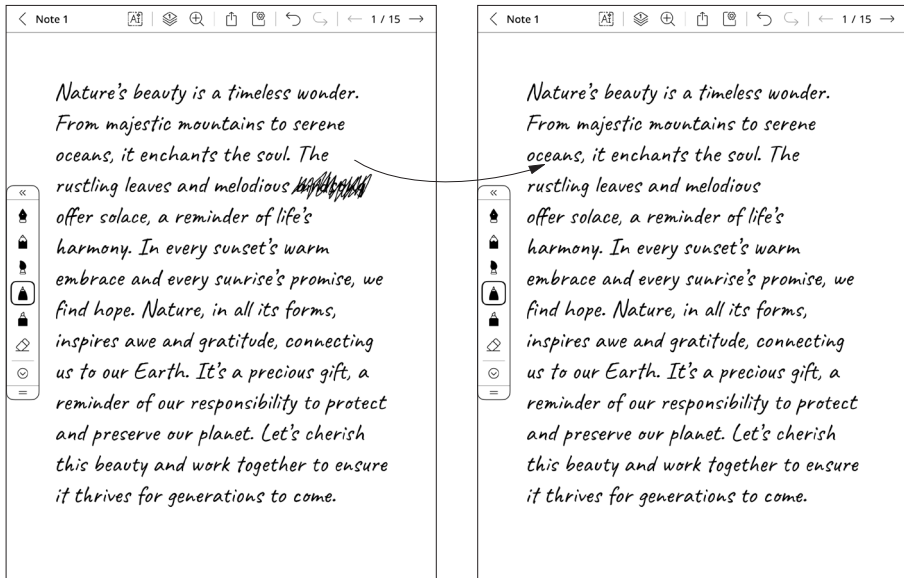 Note 1
1 / 15
Nature's beauty is a timeless wonder.
From majestic mountains to serene
oceans, it enchants the soul. The
rustling leaves and melodious
offer solace, a reminder of life's
harmony. In every sunset's warm
embrace and every sunrise's promise, we
find hope. Nature, in all its forms,
inspires awe and gratitude, connecting
us to our Earth. It's a precious gift, a
reminder of our responsibility to protect
and preserve our planet. Let's cherish
this beauty and work together to ensure
it thrives for generations to come.
Note 1
1 / 15
Nature's beauty is a timeless wonder.
From majestic mountains to serene
oceans, it enchants the soul. The
rustling leaves and melodious
offer solace, a reminder of life's
harmony. In every sunset's warm
embrace and every sunrise's promise, we
find hope. Nature, in all its forms,
inspires awe and gratitude, connecting
us to our Earth. It's a precious gift, a
reminder of our responsibility to protect
and preserve our planet. Let's cherish
this beauty and work together to ensure
it thrives for generations to come.